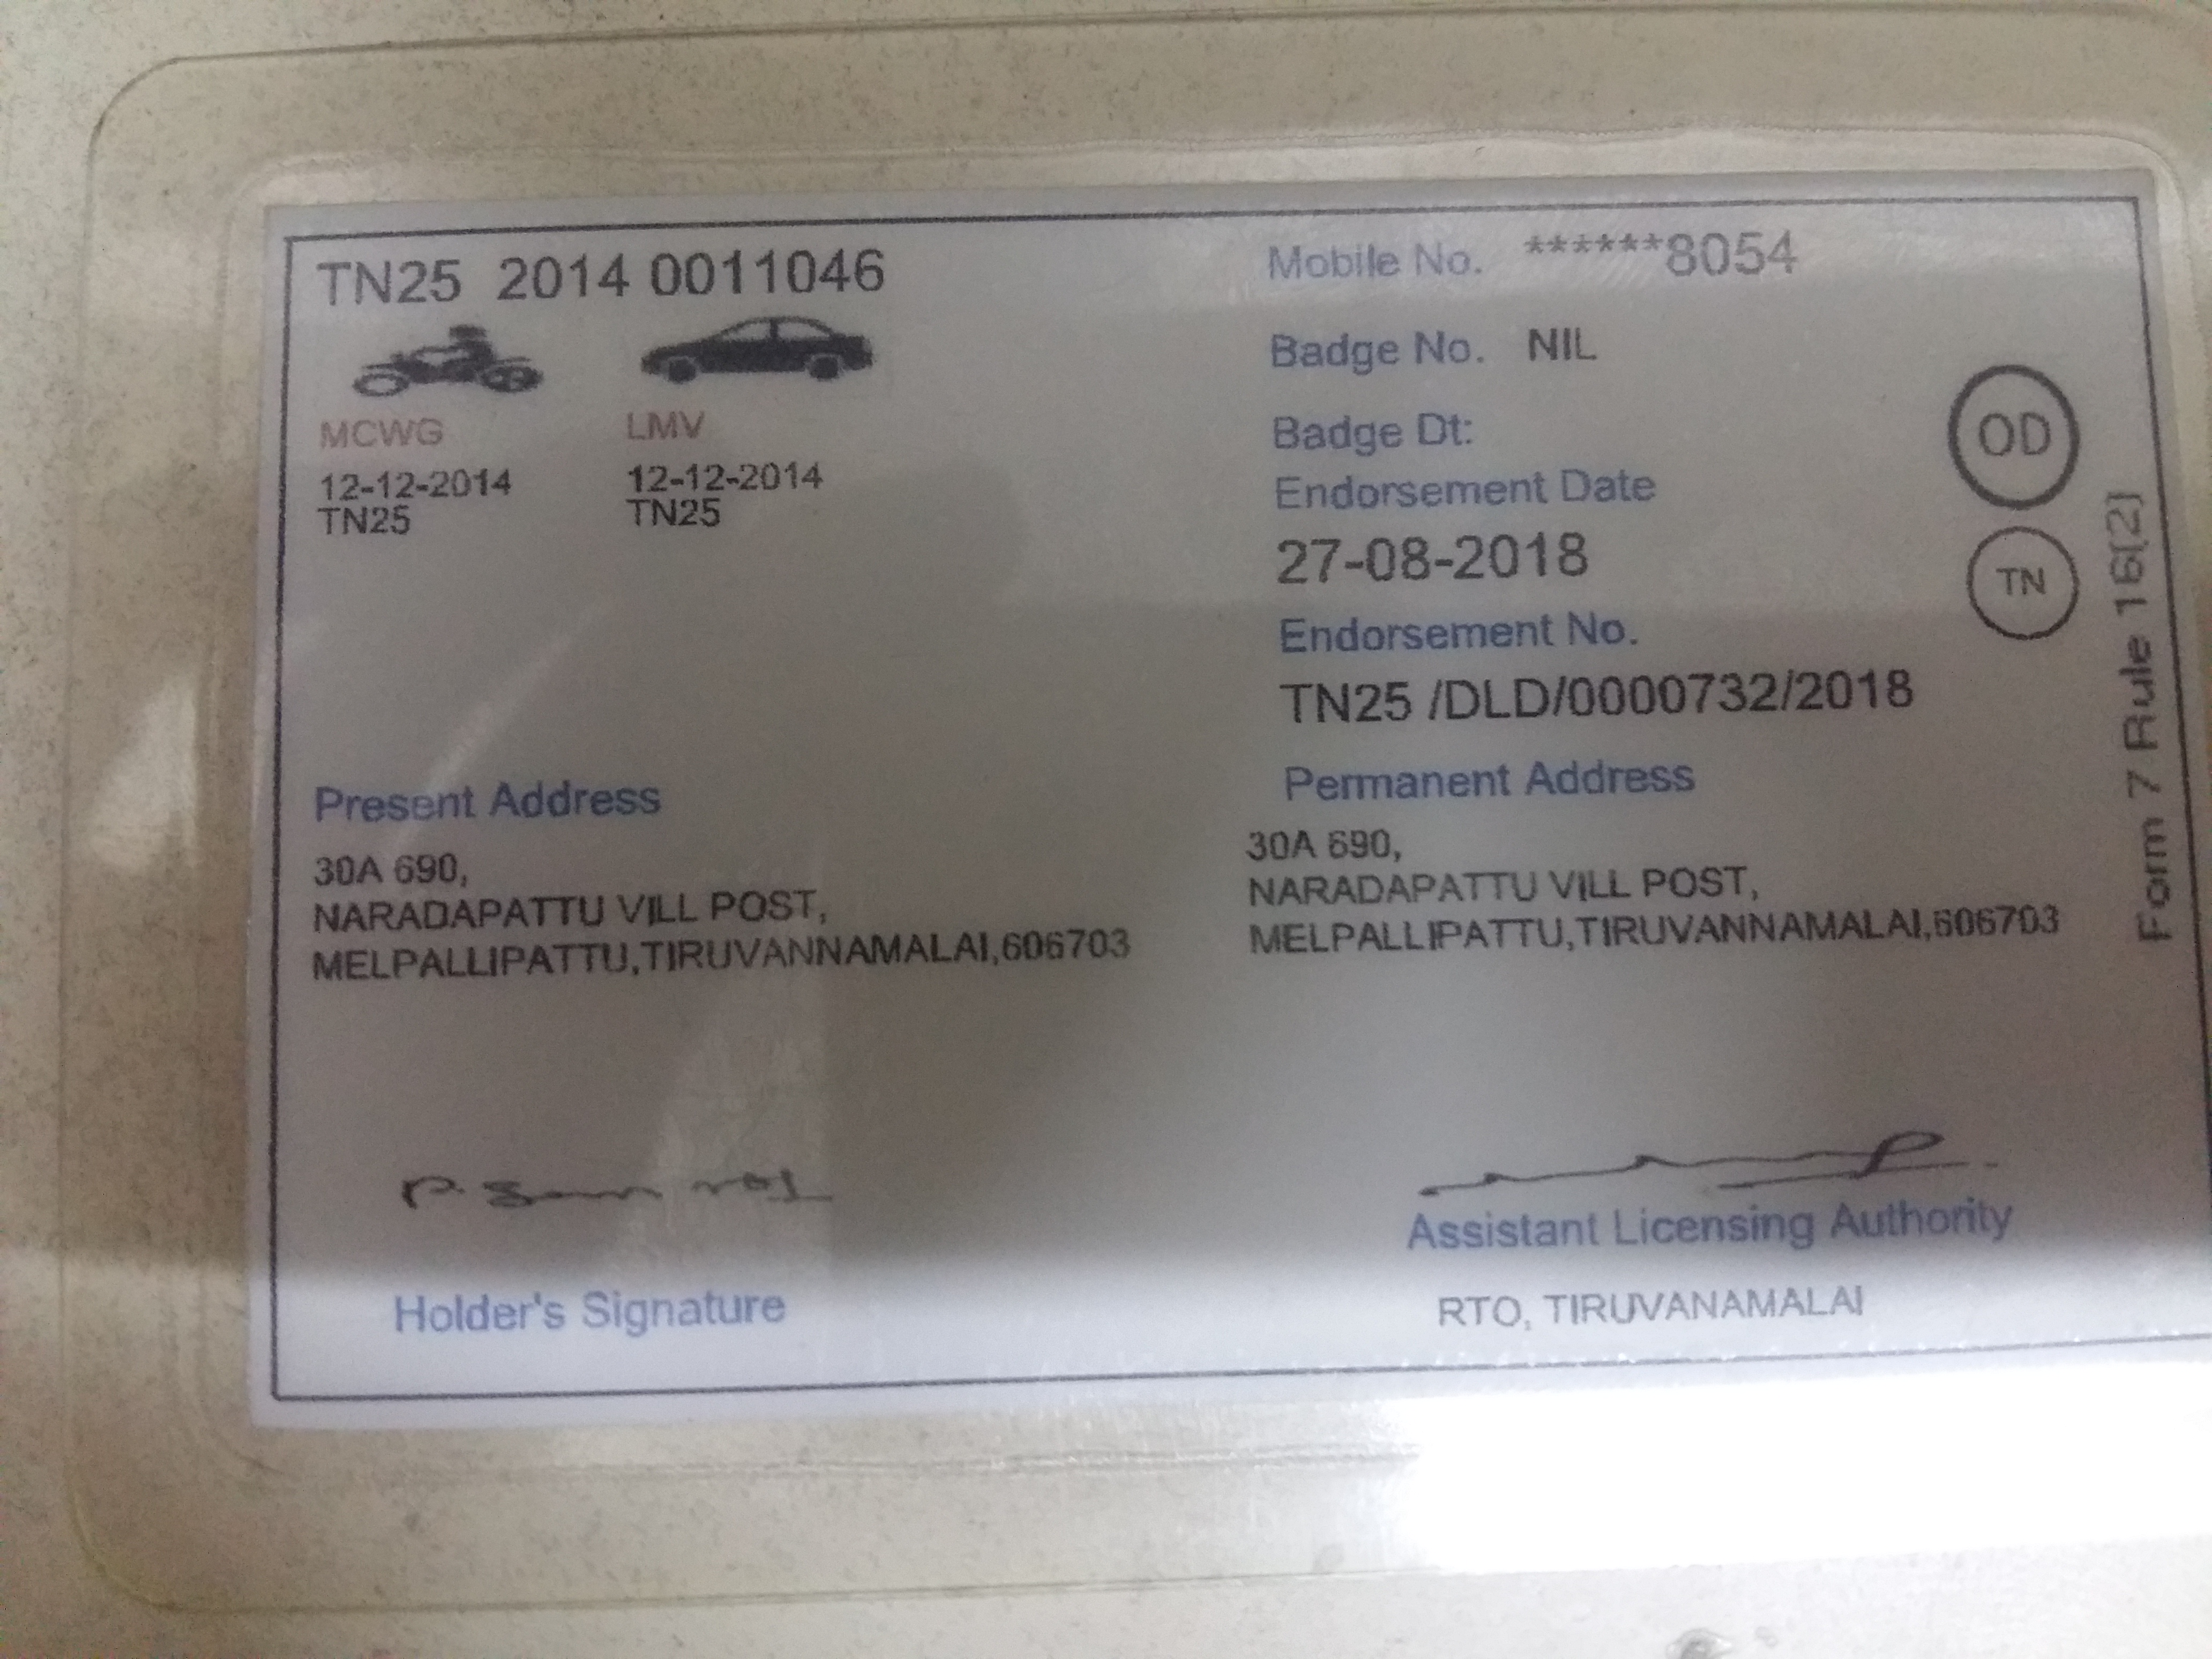 TN25 2014 0011046
MCWG LMV
12-12-2014 12-12-2014
TN25 TN25
Mobile No. ******8054
Badge No. NIL
Badge Dt:
Endorsement Date
27-08-2018
Endorsement No.
TN25 /DLD/0000732/2018
OD
TN
Form 7 Rule 16[2]
Present Address
30A 690,
NARADAPATTU VILL POST,
MELPALLIPATTU,TIRUVANNAMALAI,606703
Permanent Address
30A 690,
NARADAPATTU VILL POST,
MELPALLIPATTU,TIRUVANNAMALAI,606703
Holder's Signature
Assistant Licensing Authority
RTO, TIRUVANAMALAI